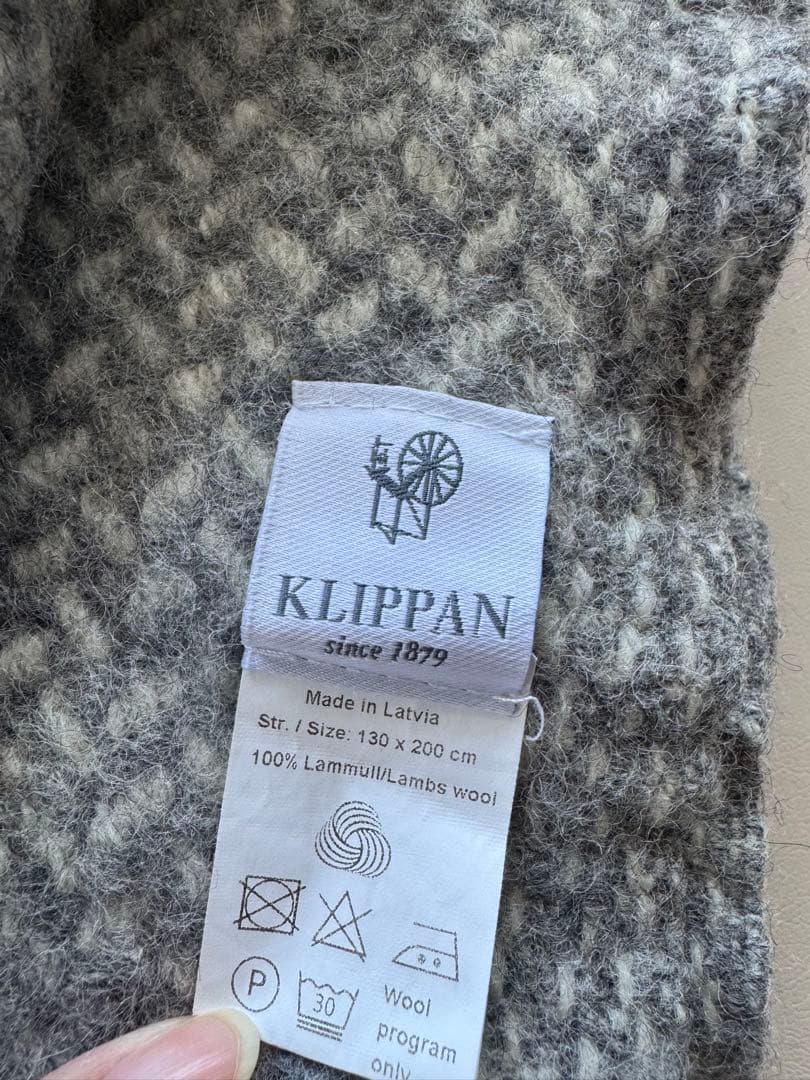 KLIPPAN
since 1879
Made in Latvia
Str. / Size: 130 x 200 cm
100% Lammull/Lambs wool
P
30
Wool
program
only